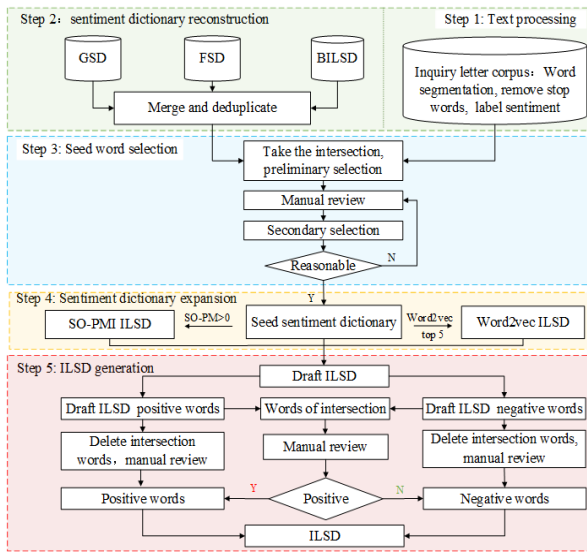 Step 2：sentiment dictionary reconstruction
Step 1: Text processing
GSD
FSD
BILSD
Merge and deduplicate
Inquiry letter corpus：Word
segmentation, remove stop
words, label sentiment
Step 3: Seed word selection
Take the intersection,
preliminary selection
Manual review
Secondary selection
Reasonable
N
Y
Step 4: Sentiment dictionary expansion
SO-PMI ILSD
SO-PM>0
Seed sentiment dictionary
Word2vec
top 5
Word2vec ILSD
Step 5: ILSD generation
Draft ILSD
Draft ILSD positive words
Words of intersection
Draft ILSD negative words
Delete intersection
words，manual review
Manual review
Delete intersection words,
manual review
Positive words
Y
Positive
N
Negative words
ILSD